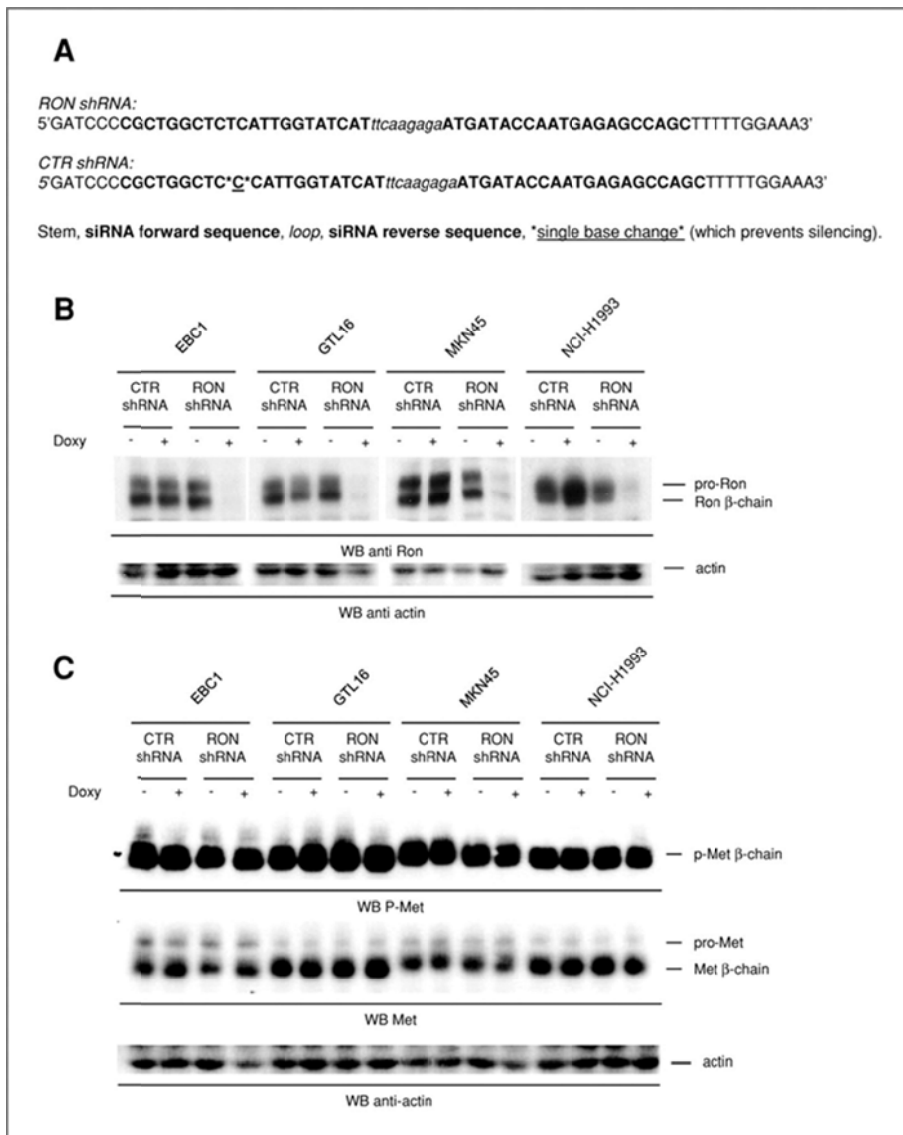 A
RON shRNA:
5'GATCCCCGCTGGCTCTCATTGGTATCATttcaagagaATGATACCAATGAGAGCCAGCTTTTTGGAAA3'
CTR shRNA:
5'GATCCCCGCTGGCTC*C*CATTGGTATCATttcaagagaATGATACCAATGAGAGCCAGCTTTTTGGAAA3'
Stem, siRNA forward sequence, loop, siRNA reverse sequence, *single base change* (which prevents silencing).
B
EBC1 GTL16 MKN45 NCI-H1993
CTR RON CTR RON CTR RON CTR RON
shRNA shRNA shRNA shRNA shRNA shRNA shRNA shRNA
Doxy - + - + - + - + - + - + - + - +
pro-Ron
Ron β-chain
WB anti Ron
actin
WB anti actin
C
EBC1 GTL16 MKN45 NCI-H1993
CTR RON CTR RON CTR RON CTR RON
shRNA shRNA shRNA shRNA shRNA shRNA shRNA shRNA
Doxy - + - + - + - + - + - + - + - +
p-Met β-chain
WB P-Met
pro-Met
Met β-chain
WB Met
actin
WB anti-actin